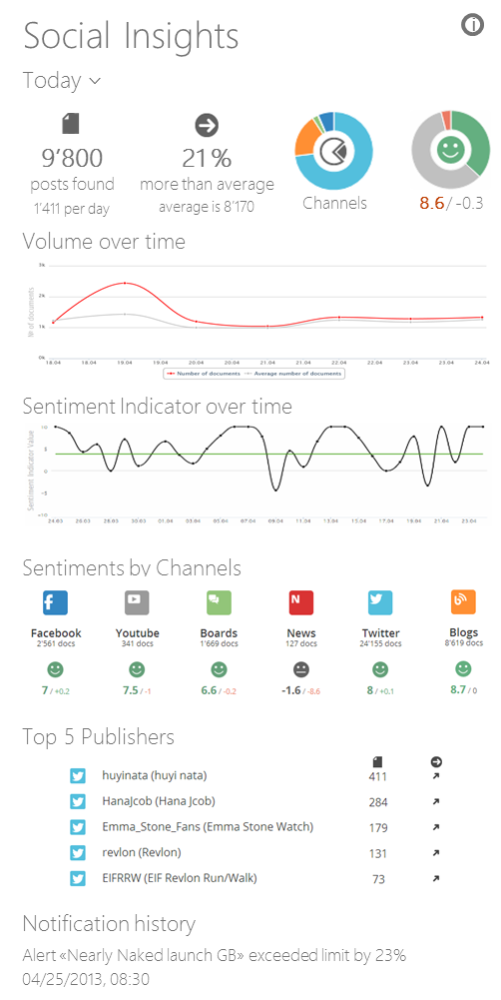 Social Insights
Today
9'800
posts found
1'411 per day
21%
more than average
average is 8'170
Channels
8.6 / -0.3
Volume over time
№ of documents
3k
2k
1k
0k
18.04 18.04 19.04 20.04 20.04 21.04 22.04 23.04 24.04
Number of documents Average number of documents
Sentiment Indicator over time
Sentiment Indicator Value
10
5
0
-5
-10
24.03 26.03 28.03 30.03 01.04 03.04 05.04 07.04 09.04 11.04 13.04 15.04 17.04 19.04 21.04 23.04
Sentiments by Channels
N
Facebook Youtube Boards News Twitter Blogs
2'561 docs 341 docs 1'669 docs 127 docs 24'155 docs 8'619 docs
7 / +0.2 7.5 / -1 6.6 / -0.2 -1.6 / -8.6 8 / +0.1 8.7 / 0
Top 5 Publishers
huyinata (huyi nata) 411
HanaJcob (Hana Jcob) 284
Emma_Stone_Fans (Emma Stone Watch) 179
revlon (Revlon) 131
EIFRRW (EIF Revlon Run/Walk) 73
Notification history
Alert «Nearly Naked launch GB» exceeded limit by 23%
04/25/2013, 08:30